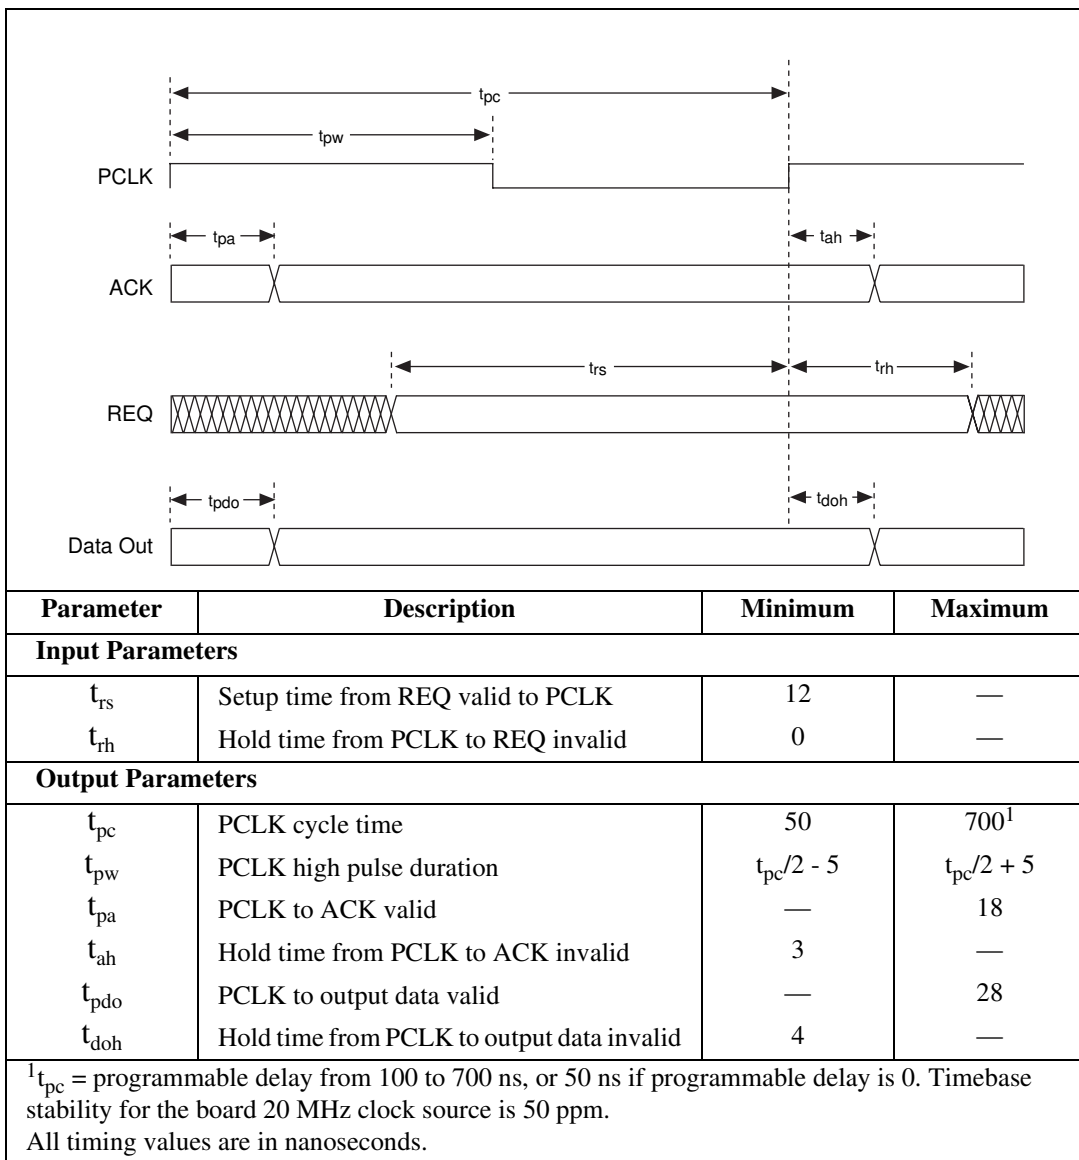 tpc
tpw
PCLK
tpa
tah
ACK
trs
trh
REQ
tpdo
tdoh
Data Out
Parameter Description Minimum Maximum
Input Parameters
trs Setup time from REQ valid to PCLK 12 —
trh Hold time from PCLK to REQ invalid 0 —
Output Parameters
tpc PCLK cycle time 50 700¹
tpw PCLK high pulse duration tpc/2 - 5 tpc/2 + 5
tpa PCLK to ACK valid — 18
tah Hold time from PCLK to ACK invalid 3 —
tpdo PCLK to output data valid — 28
tdoh Hold time from PCLK to output data invalid 4 —
¹tpc = programmable delay from 100 to 700 ns, or 50 ns if programmable delay is 0. Timebase
stability for the board 20 MHz clock source is 50 ppm.
All timing values are in nanoseconds.